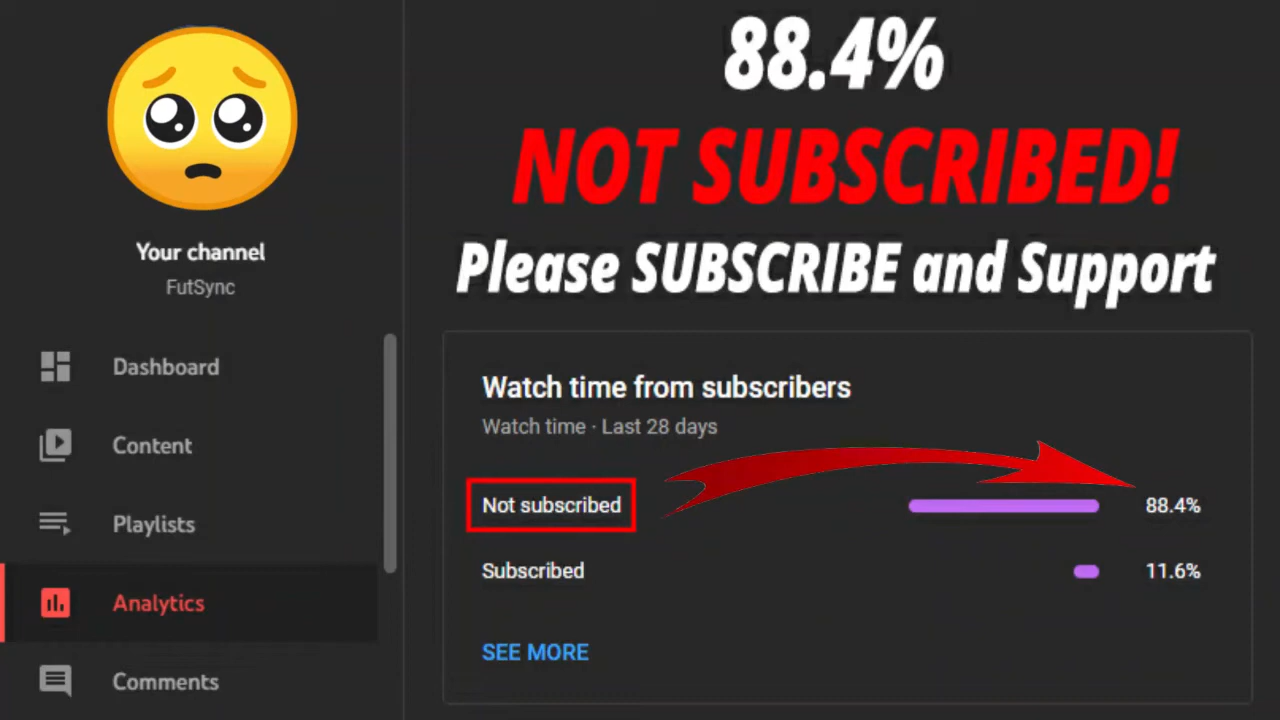 88.4%
NOT SUBSCRIBED!
Please SUBSCRIBE and Support
Your channel
FutSync
Dashboard
Content
Playlists
Analytics
Comments
Watch time from subscribers
Watch time · Last 28 days
Not subscribed 88.4%
Subscribed 11.6%
SEE MORE